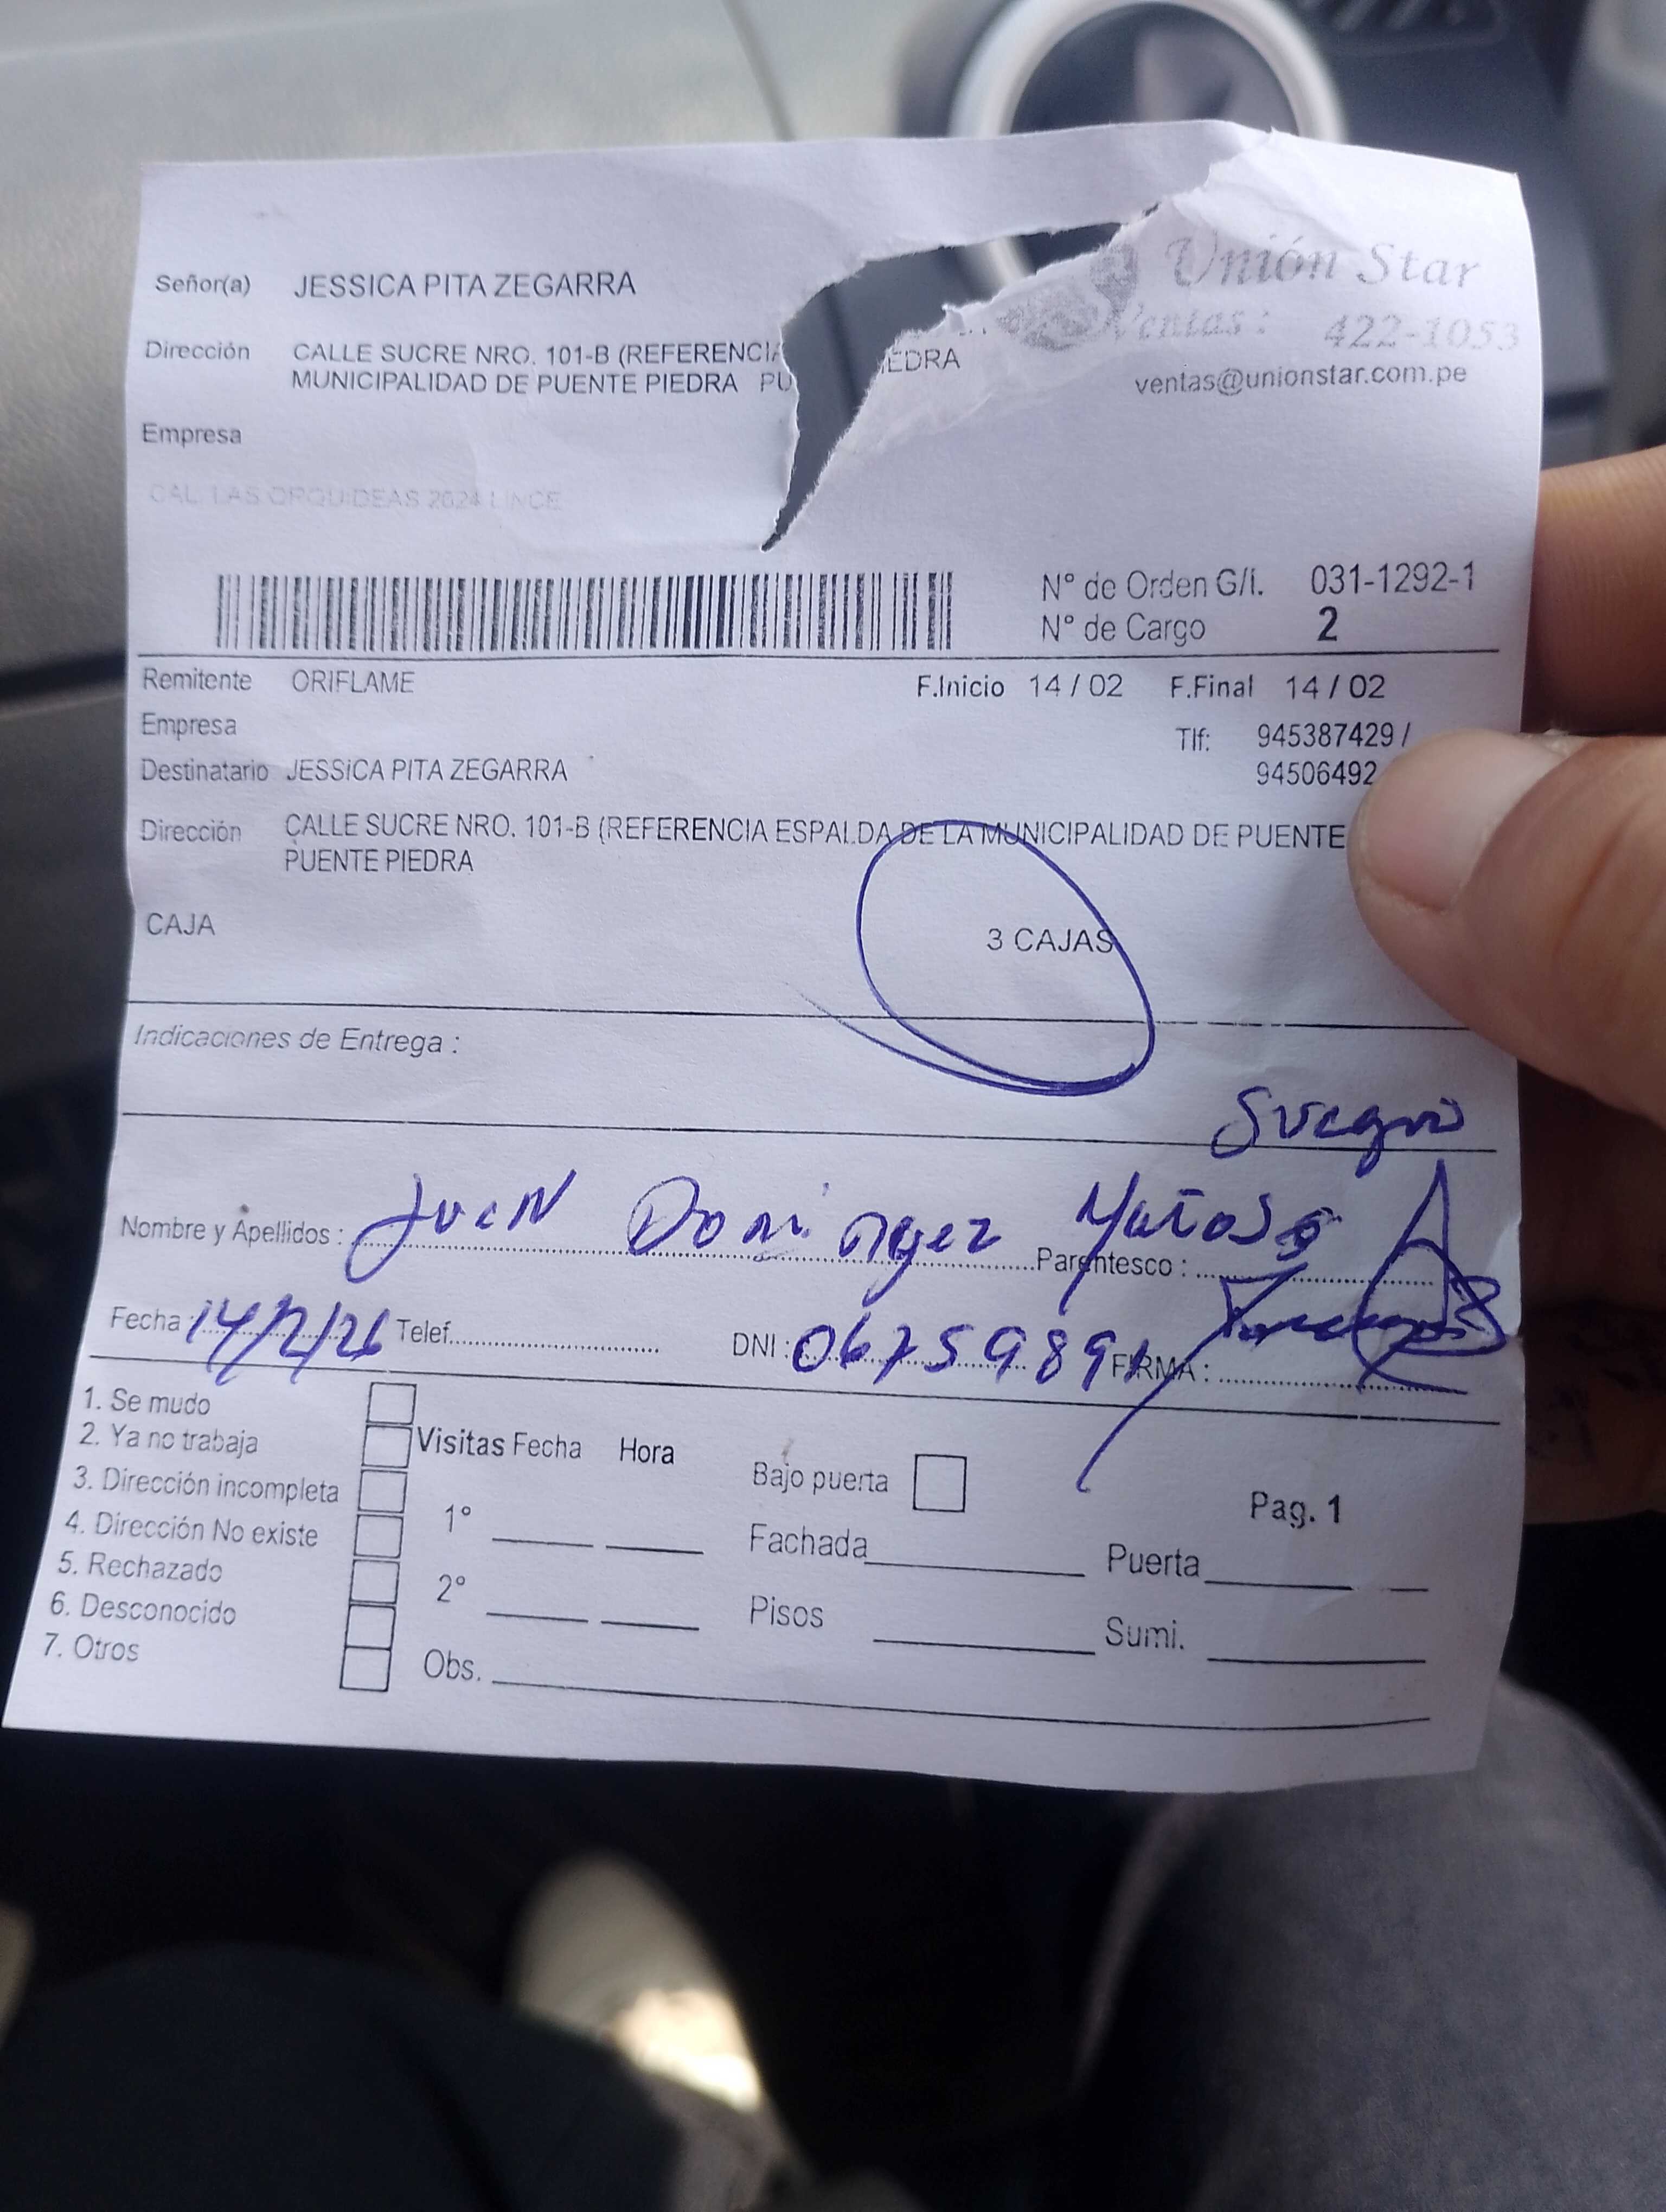 Unión Star
Señor(a) JESSICA PITA ZEGARRA
Ventas : 422-1053
Dirección CALLE SUCRE NRO. 101-B (REFERENCIA
MUNICIPALIDAD DE PUENTE PIEDRA PU EDRA
ventas@unionstar.com.pe
Empresa
CAL. LAS ORQUIDEAS 2624 LINCE
N° de Orden G/I. 031-1292-1
N° de Cargo 2
Remitente ORIFLAME F.Inicio 14 / 02 F.Final 14 / 02
Empresa Tlf: 945387429 /
Destinatario JESSICA PITA ZEGARRA 94506492
Dirección CALLE SUCRE NRO. 101-B (REFERENCIA ESPALDA DE LA MUNICIPALIDAD DE PUENTE
PUENTE PIEDRA
CAJA 3 CAJAS
Indicaciones de Entrega :
Suegro
Nombre y Apellidos : Juan Dominguez Parentesco :
Fecha : 14/2/26 Telef. DNI : 06759891 FIRMA :
1. Se mudo
2. Ya no trabaja Visitas Fecha Hora Bajo puerta
3. Dirección incompleta 1° Pag. 1
4. Dirección No existe Fachada Puerta
5. Rechazado 2°
6. Desconocido Pisos Sumi.
7. Otros Obs.